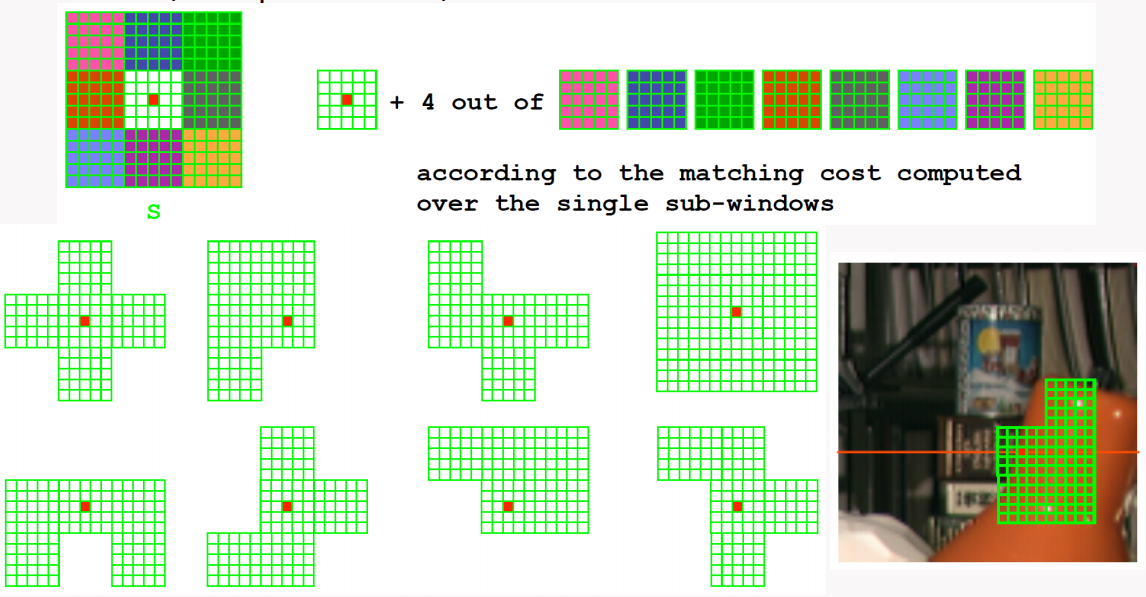 + 4 out of
according to the matching cost computed
over the single sub-windows
S